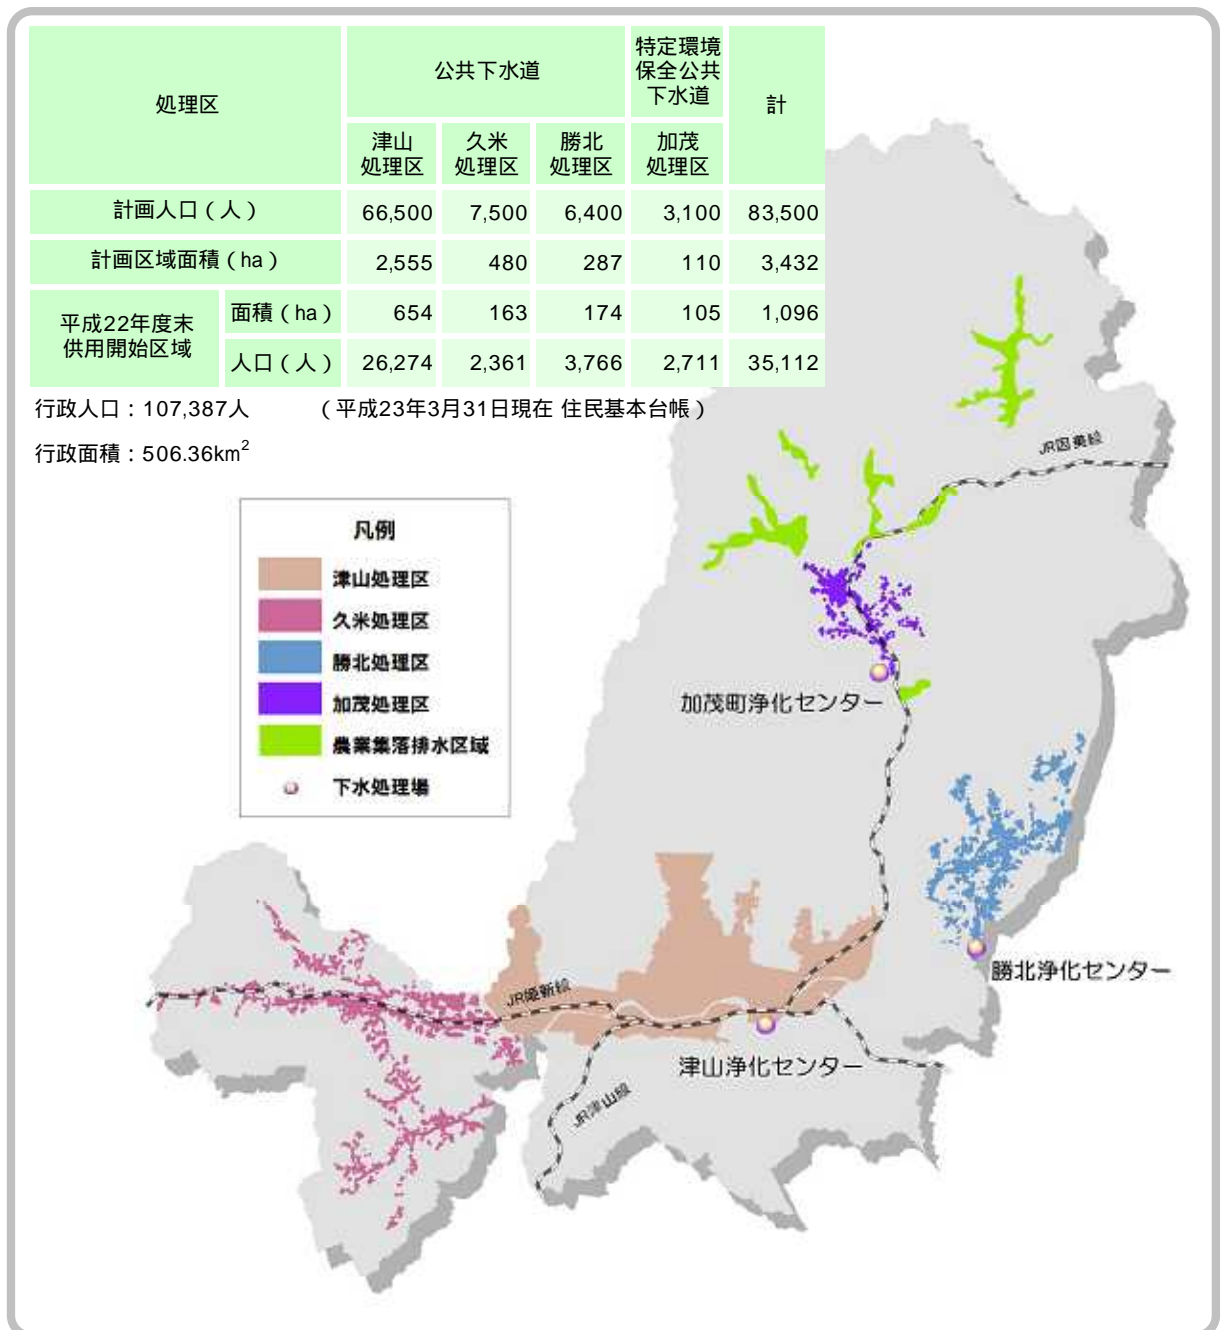 処理区
公共下水道
特定環境
保全公共
下水道
計
津山
処理区
久米
処理区
勝北
処理区
加茂
処理区
計画人口（人） 66,500 7,500 6,400 3,100 83,500
計画区域面積（ha） 2,555 480 287 110 3,432
平成22年度末
供用開始区域
面積（ha） 654 163 174 105 1,096
人口（人） 26,274 2,361 3,766 2,711 35,112
行政人口：107,387人 （平成23年3月31日現在 住民基本台帳）
行政面積：506.36km²
凡例
津山処理区
久米処理区
勝北処理区
加茂処理区
農業集落排水区域
下水処理場
JR因美線
加茂町浄化センター
勝北浄化センター
JR姫新線
津山浄化センター
JR津山線